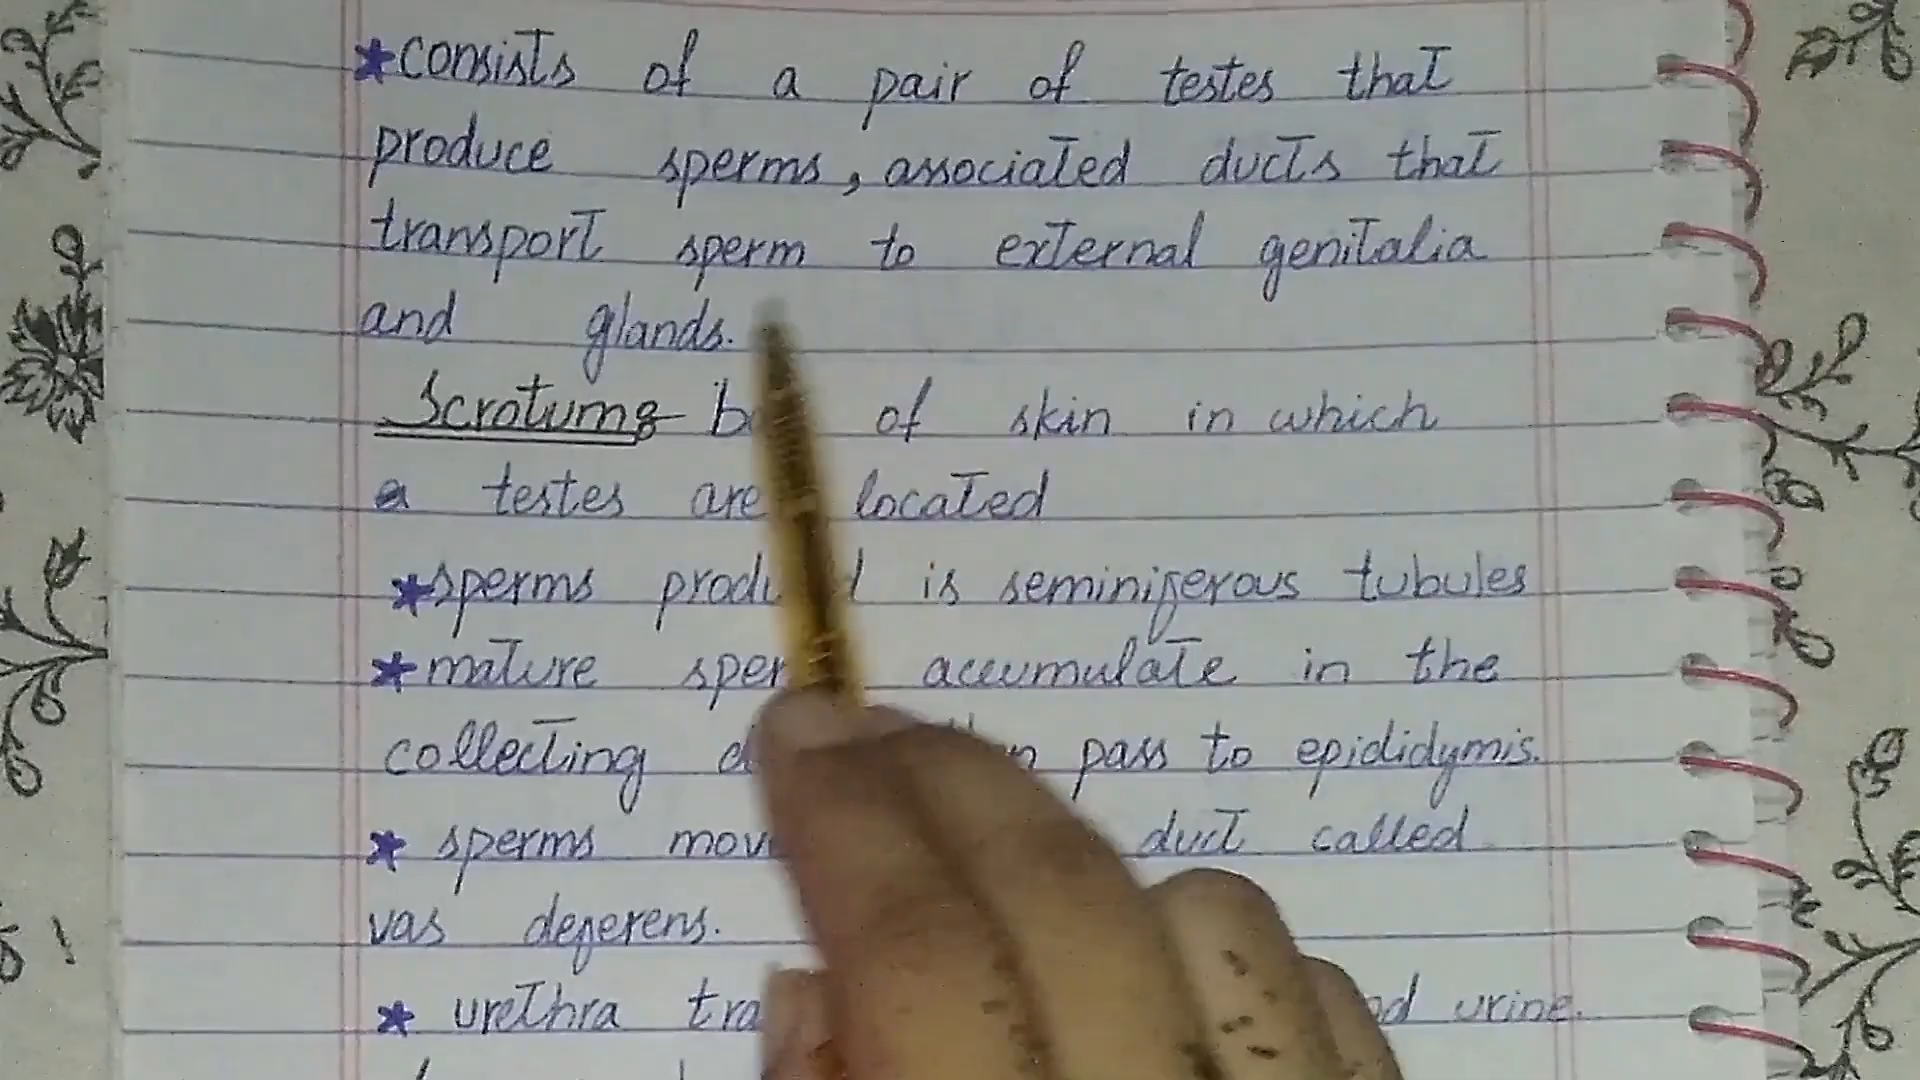 *consists of a pair of testes that
produce sperms, associated ducts that
transport sperm to external genitalia
and glands.
Scrotum: of skin in which
a testes are located
*sperms is seminiferous tubules
*mature accumulate in the
collecting pass to epididymis.
* sperms duct called
vas deferens.
* urethra urine.